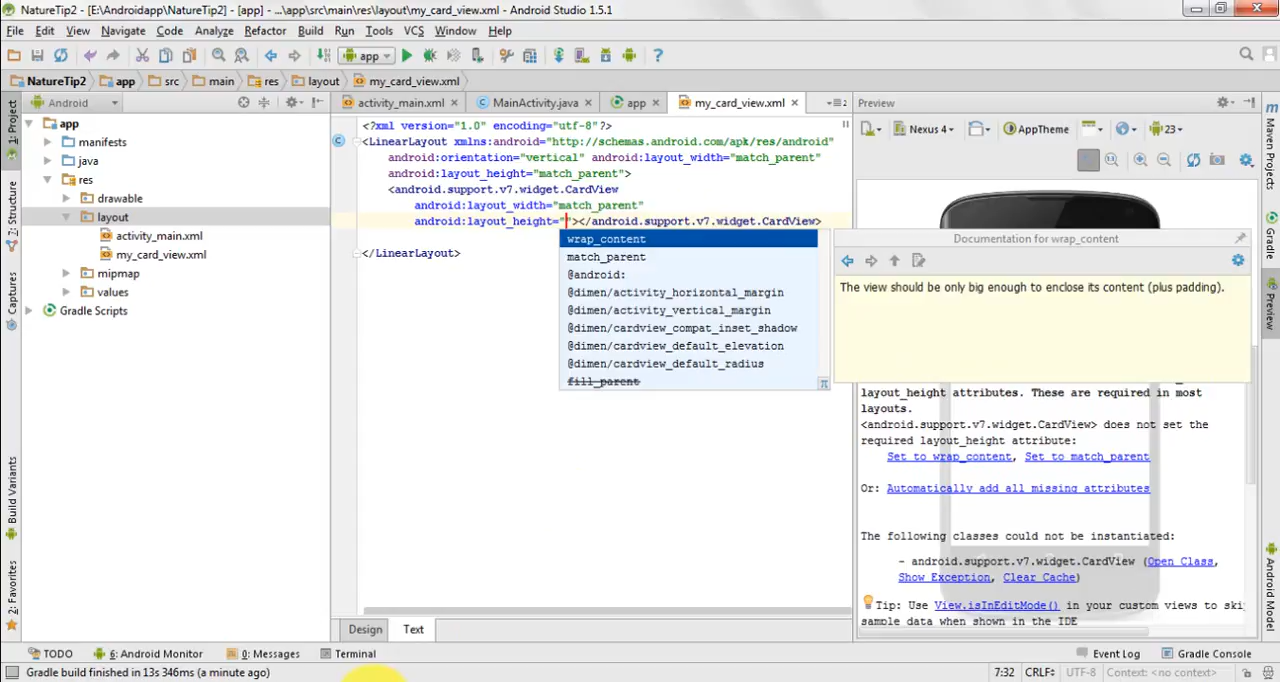 NatureTip2 - [E:\Androidapp\NatureTip2] - [app] - ...\app\src\main\res\layout\my_card_view.xml - Android Studio 1.5.1
File Edit View Navigate Code Analyze Refactor Build Run Tools VCS Window Help
app
NatureTip2 app src main res layout my_card_view.xml
Android
activity_main.xml MainActivity.java app my_card_view.xml
Preview
Nexus 4 AppTheme 23
1: Project
7: Structure
Captures
Build Variants
2: Favorites
app
manifests
java
res
drawable
layout
activity_main.xml
my_card_view.xml
mipmap
values
Gradle Scripts
<?xml version="1.0" encoding="utf-8"?>
<LinearLayout xmlns:android="http://schemas.android.com/apk/res/android"
android:orientation="vertical" android:layout_width="match_parent"
android:layout_height="match_parent">
<android.support.v7.widget.CardView
android:layout_width="match_parent"
android:layout_height=""></android.support.v7.widget.CardView>
</LinearLayout>
wrap_content
match_parent
@android:
@dimen/activity_horizontal_margin
@dimen/activity_vertical_margin
@dimen/cardview_compat_inset_shadow
@dimen/cardview_default_elevation
@dimen/cardview_default_radius
fill_parent
π
Documentation for wrap_content
The view should be only big enough to enclose its content (plus padding).
layout_height attributes. These are required in most
layouts.
<android.support.v7.widget.CardView> does not set the
required layout_height attribute:
Set to wrap_content, Set to match_parent
Or: Automatically add all missing attributes
The following classes could not be instantiated:
- android.support.v7.widget.CardView (Open Class,
Show Exception, Clear Cache)
Tip: Use View.isInEditMode() in your custom views to ski
sample data when shown in the IDE
Maven Projects
Gradle
Preview
Android Model
Design Text
TODO 6: Android Monitor 0: Messages Terminal Event Log Gradle Console
Gradle build finished in 13s 346ms (a minute ago) 7:32 CRLF UTF-8 Context: <no context>